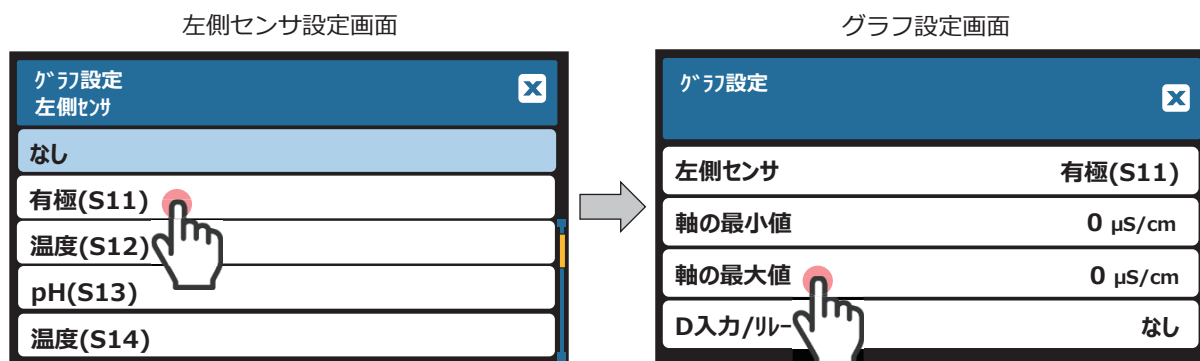 左側センサ設定画面
グラフ設定
左側センサ
なし
有極(S11)
温度(S12)
pH(S13)
温度(S14)
グラフ設定画面
グラフ設定
左側センサ 有極(S11)
軸の最小値 0 µS/cm
軸の最大値 0 µS/cm
D入力/リレー なし